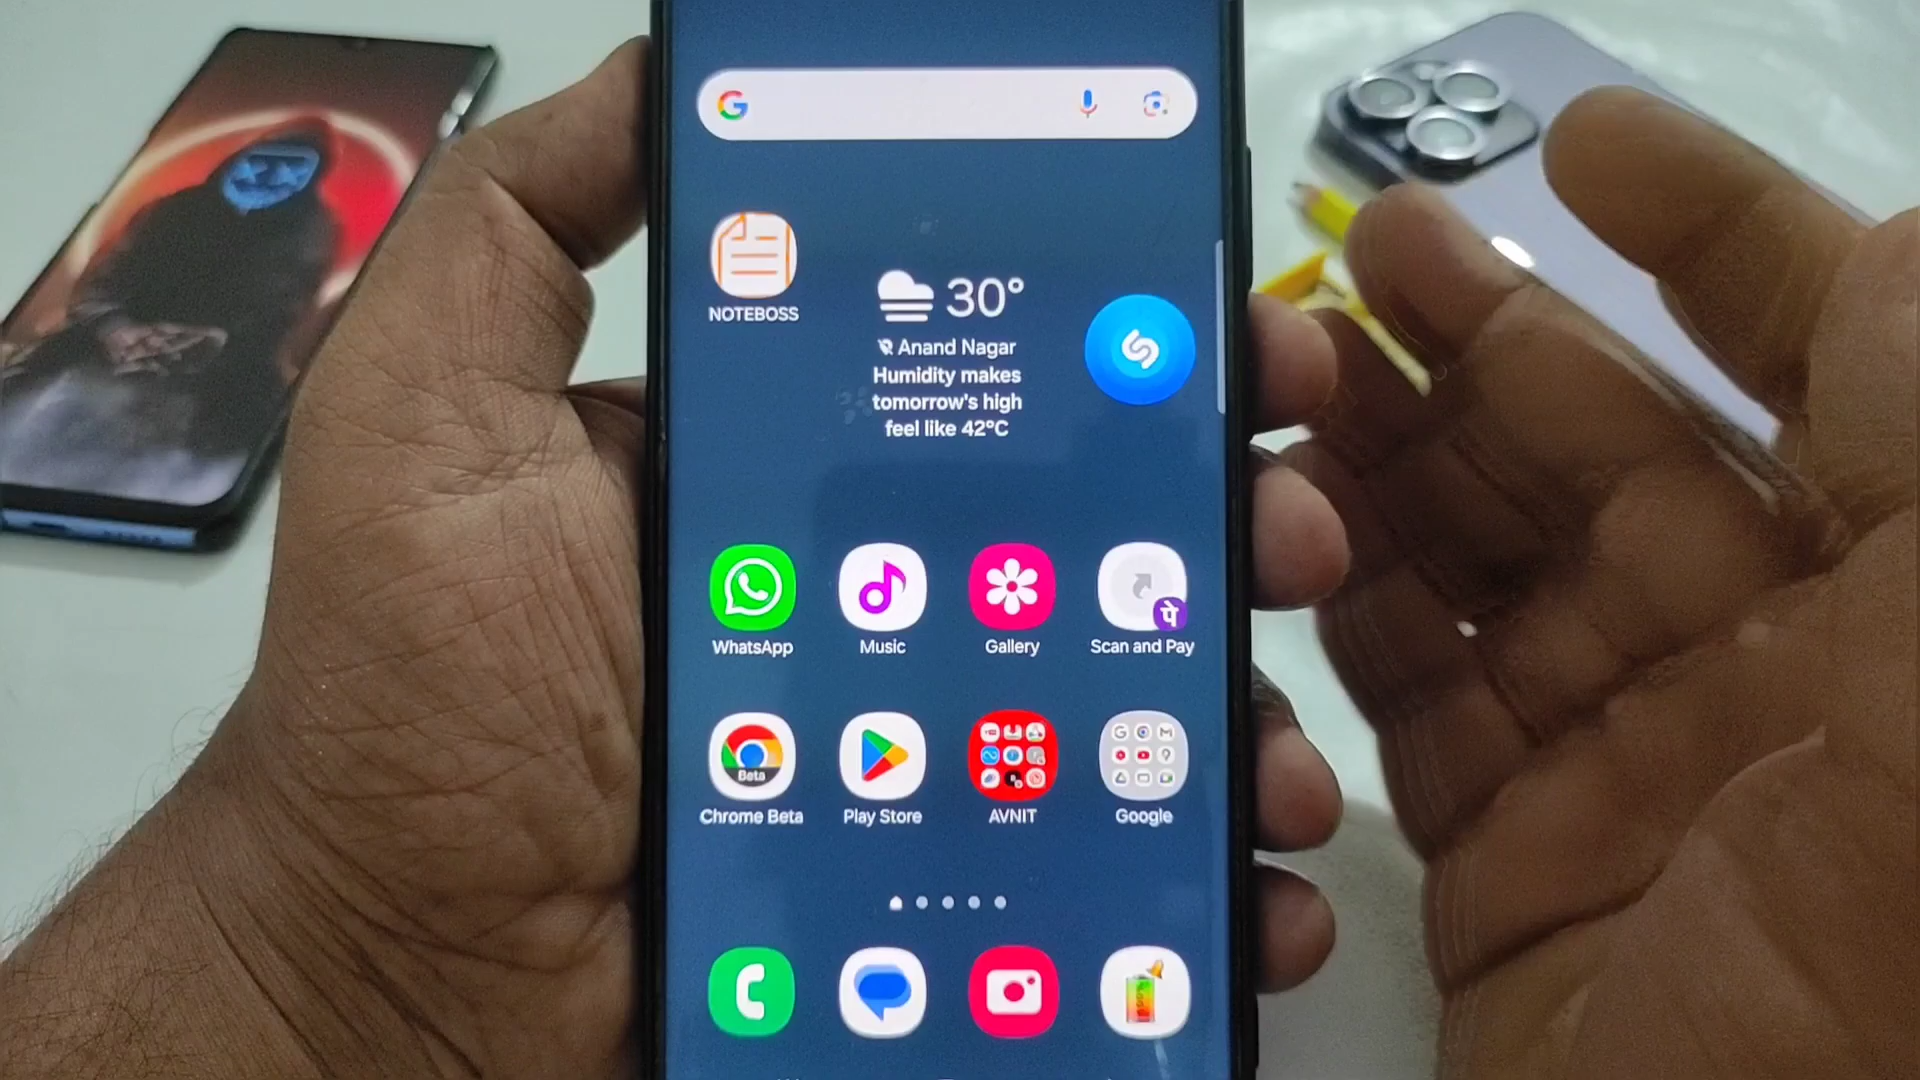 NOTEBOSS
30°
Anand Nagar
Humidity makes
tomorrow's high
feel like 42°C
WhatsApp
Music
Gallery
पे
Scan and Pay
Beta
Chrome Beta
Play Store
AVNIT
Google